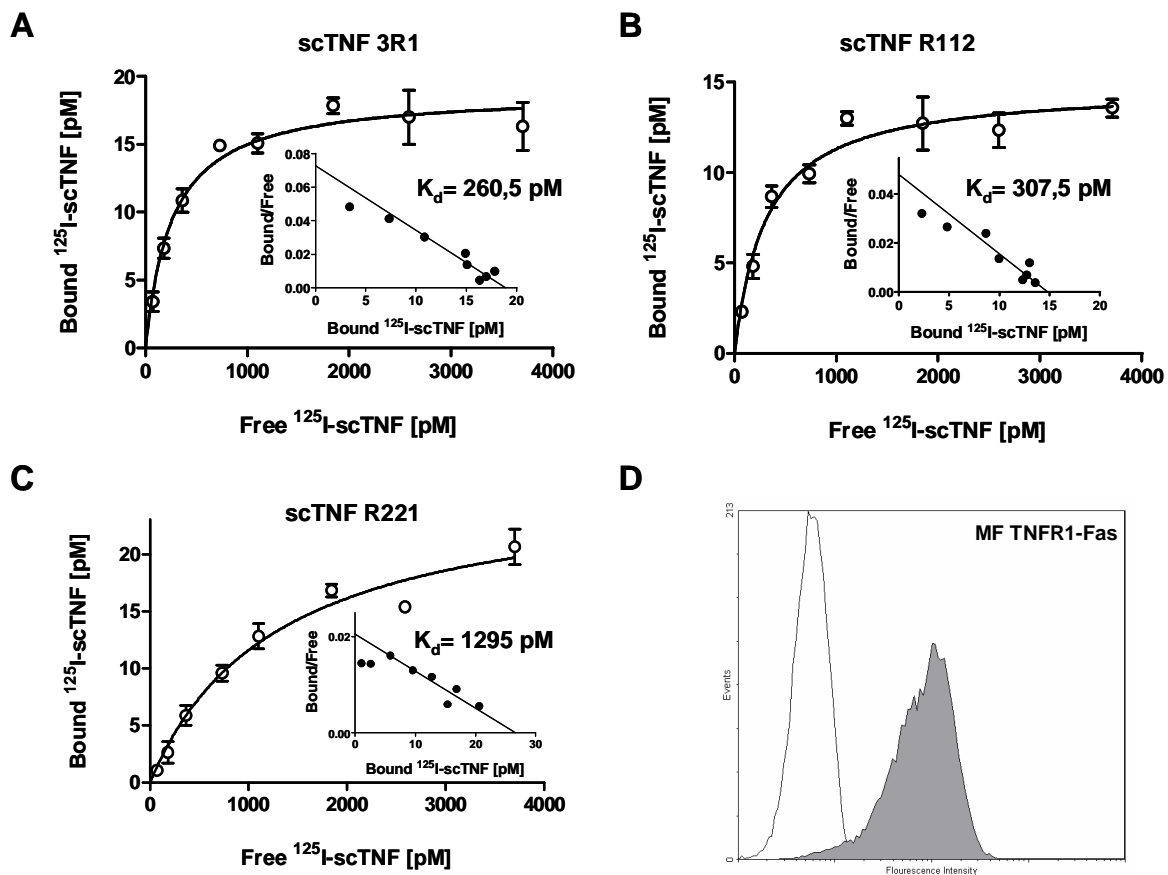 A
scTNF 3R1
Bound ¹²⁵I-scTNF [pM]
20
15
10
5
0
0 1000 2000 3000 4000
Free ¹²⁵I-scTNF [pM]
Bound/Free
0.08
0.06
0.04
0.02
0.00
0 5 10 15 20
Bound ¹²⁵I-scTNF [pM]
Kd= 260,5 pM
B
scTNF R112
Bound ¹²⁵I-scTNF [pM]
15
10
5
0
0 1000 2000 3000 4000
Free ¹²⁵I-scTNF [pM]
Bound/Free
0.04
0.02
0.00
0 5 10 15 20
Bound ¹²⁵I-scTNF [pM]
Kd= 307,5 pM
C
scTNF R221
Bound ¹²⁵I-scTNF [pM]
20
15
10
5
0
0 1000 2000 3000 4000
Free ¹²⁵I-scTNF [pM]
Bound/Free
0.02
0.00
0 10 20 30
Bound ¹²⁵I-scTNF [pM]
Kd= 1295 pM
D
MF TNFR1-Fas
213
Events
0
Flourescence Intensity